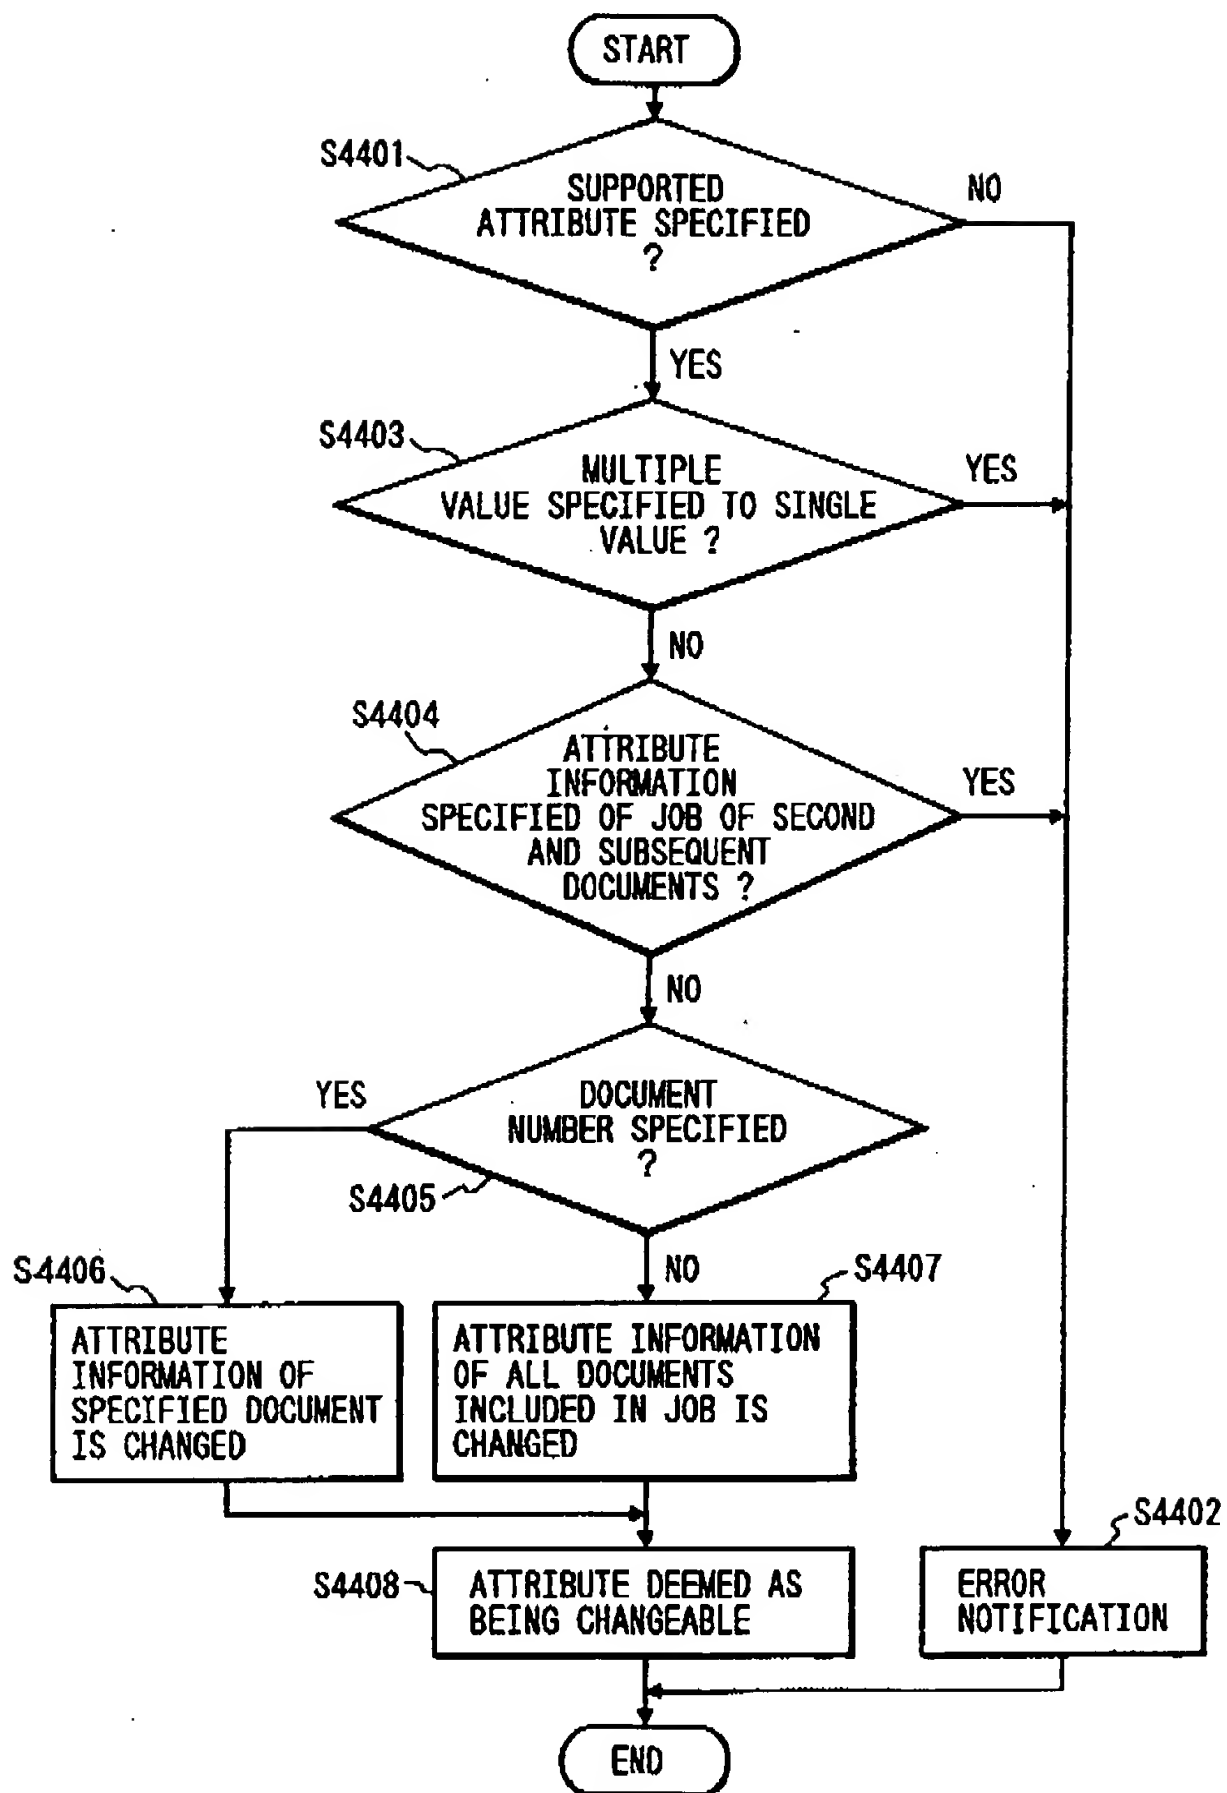 START
S4401
SUPPORTED
ATTRIBUTE SPECIFIED
?
NO
YES
S4403
MULTIPLE
VALUE SPECIFIED TO SINGLE
VALUE ?
YES
NO
S4404
ATTRIBUTE
INFORMATION
SPECIFIED OF JOB OF SECOND
AND SUBSEQUENT
DOCUMENTS ?
YES
NO
YES
DOCUMENT
NUMBER SPECIFIED
?
S4405
NO
S4406
ATTRIBUTE
INFORMATION OF
SPECIFIED DOCUMENT
IS CHANGED
S4407
ATTRIBUTE INFORMATION
OF ALL DOCUMENTS
INCLUDED IN JOB IS
CHANGED
S4408
ATTRIBUTE DEEMED AS
BEING CHANGEABLE
S4402
ERROR
NOTIFICATION
END